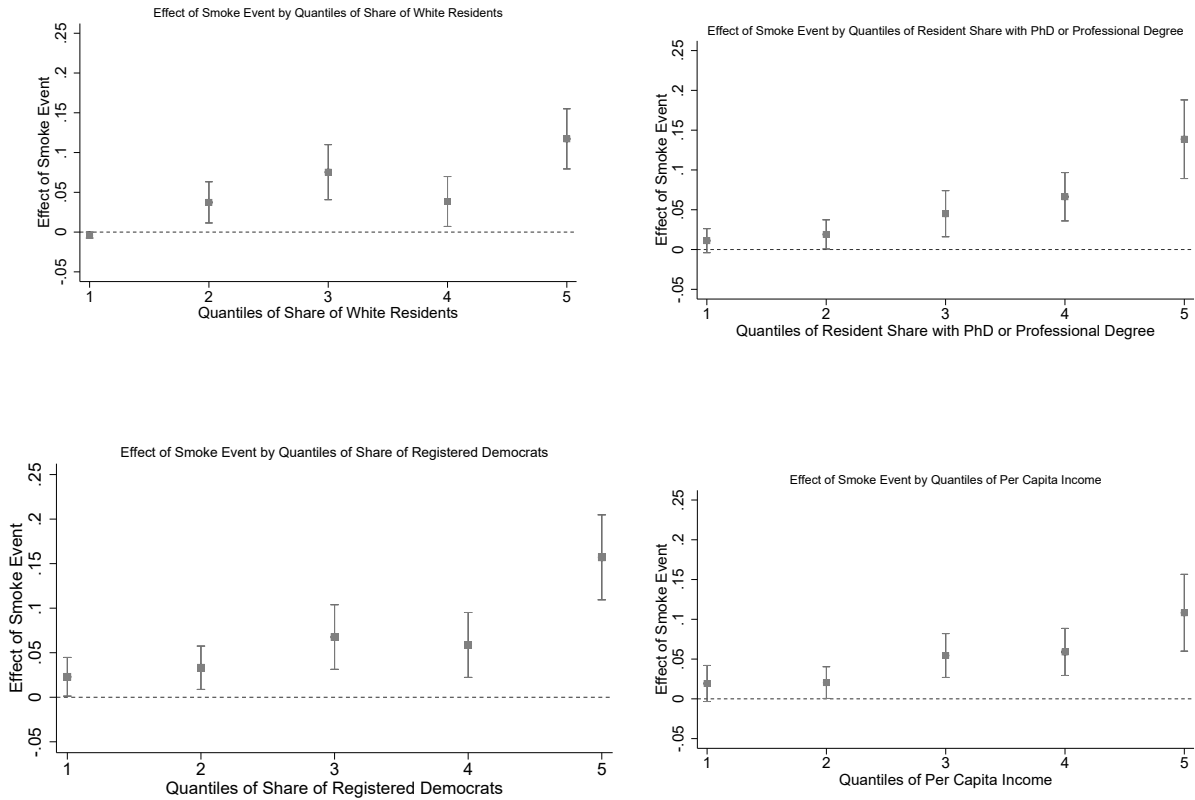 Effect of Smoke Event by Quantiles of Share of White Residents
Effect of Smoke Event
.25
.2
.15
.1
.05
0
-.05
1 2 3 4 5
Quantiles of Share of White Residents
Effect of Smoke Event by Quantiles of Resident Share with PhD or Professional Degree
Effect of Smoke Event
.25
.2
.15
.1
.05
0
-.05
1 2 3 4 5
Quantiles of Resident Share with PhD or Professional Degree
Effect of Smoke Event by Quantiles of Share of Registered Democrats
Effect of Smoke Event
.25
.2
.15
.1
.05
0
-.05
1 2 3 4 5
Quantiles of Share of Registered Democrats
Effect of Smoke Event by Quantiles of Per Capita Income
Effect of Smoke Event
.25
.2
.15
.1
.05
0
-.05
1 2 3 4 5
Quantiles of Per Capita Income